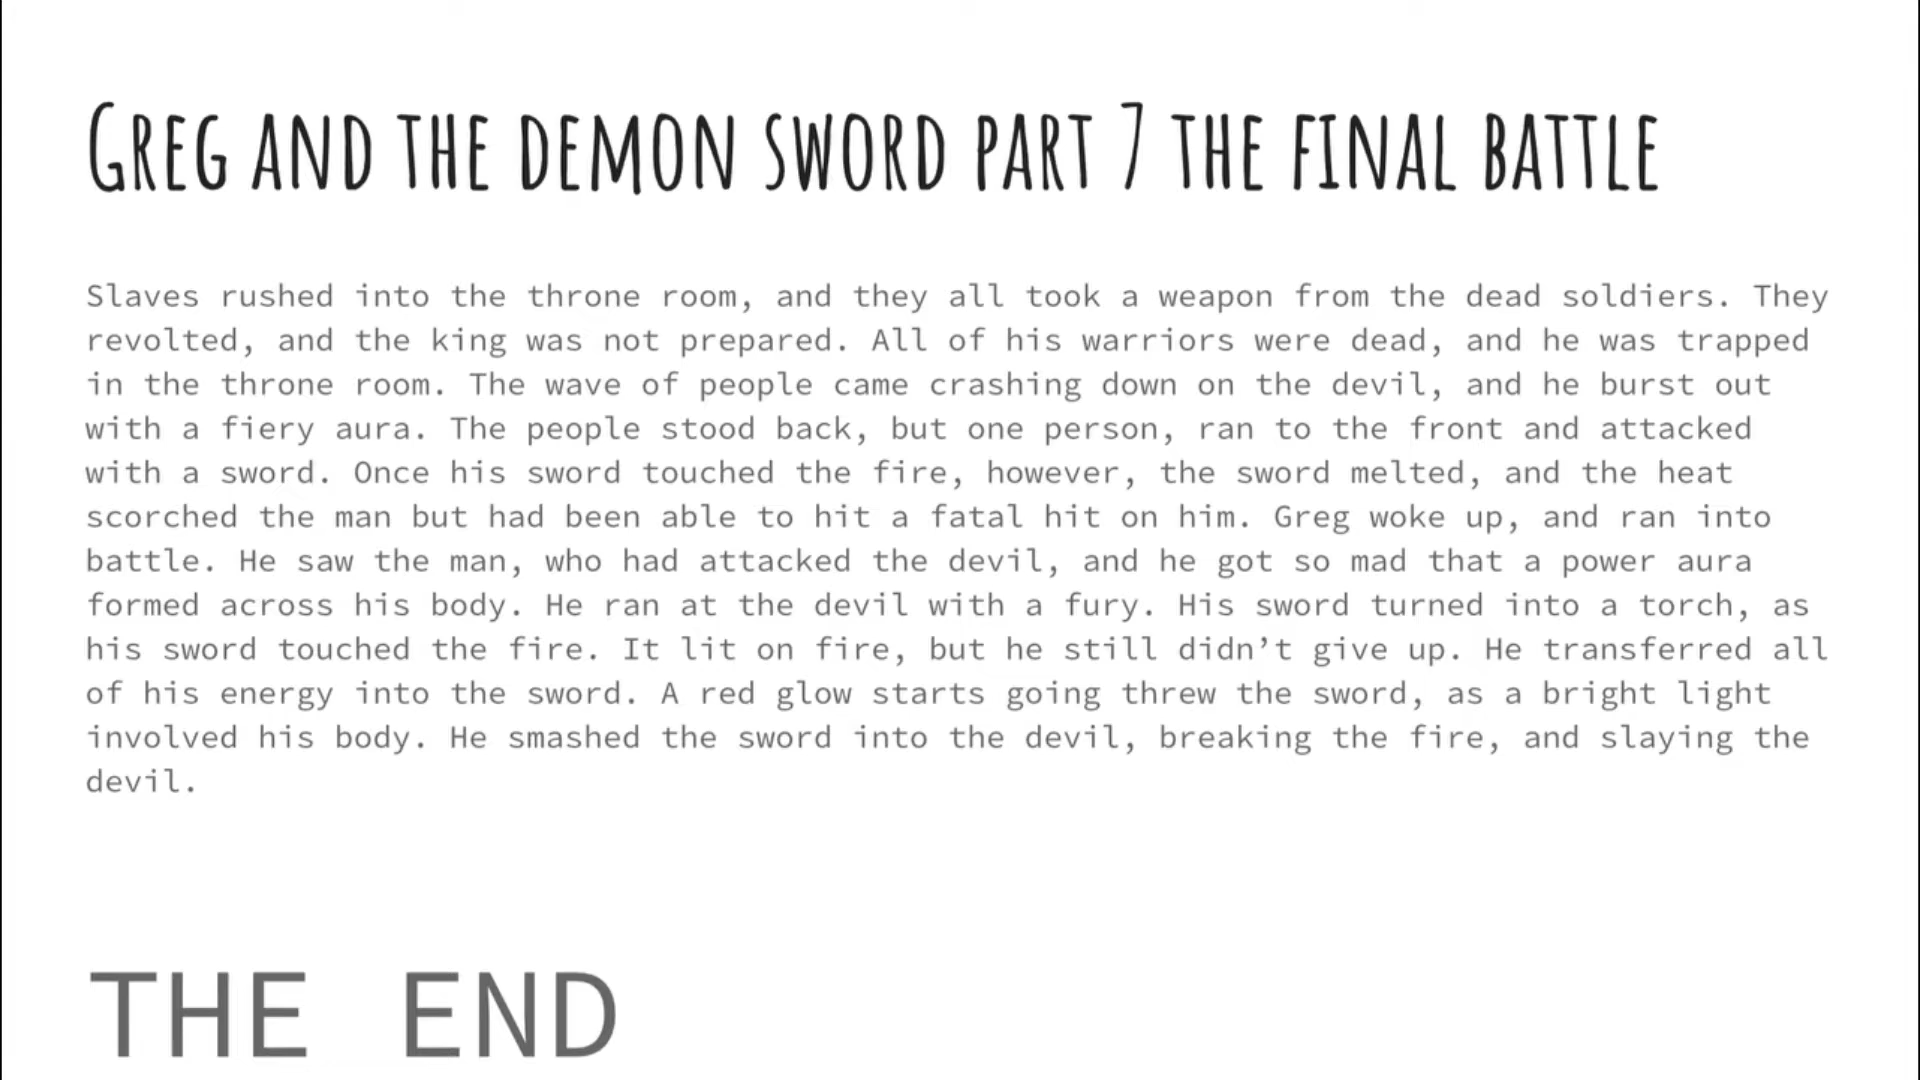 Greg and the demon sword part 7 the final battle
Slaves rushed into the throne room, and they all took a weapon from the dead soldiers. They
revolted, and the king was not prepared. All of his warriors were dead, and he was trapped
in the throne room. The wave of people came crashing down on the devil, and he burst out
with a fiery aura. The people stood back, but one person, ran to the front and attacked
with a sword. Once his sword touched the fire, however, the sword melted, and the heat
scorched the man but had been able to hit a fatal hit on him. Greg woke up, and ran into
battle. He saw the man, who had attacked the devil, and he got so mad that a power aura
formed across his body. He ran at the devil with a fury. His sword turned into a torch, as
his sword touched the fire. It lit on fire, but he still didn’t give up. He transferred all
of his energy into the sword. A red glow starts going threw the sword, as a bright light
involved his body. He smashed the sword into the devil, breaking the fire, and slaying the
devil.
THE END